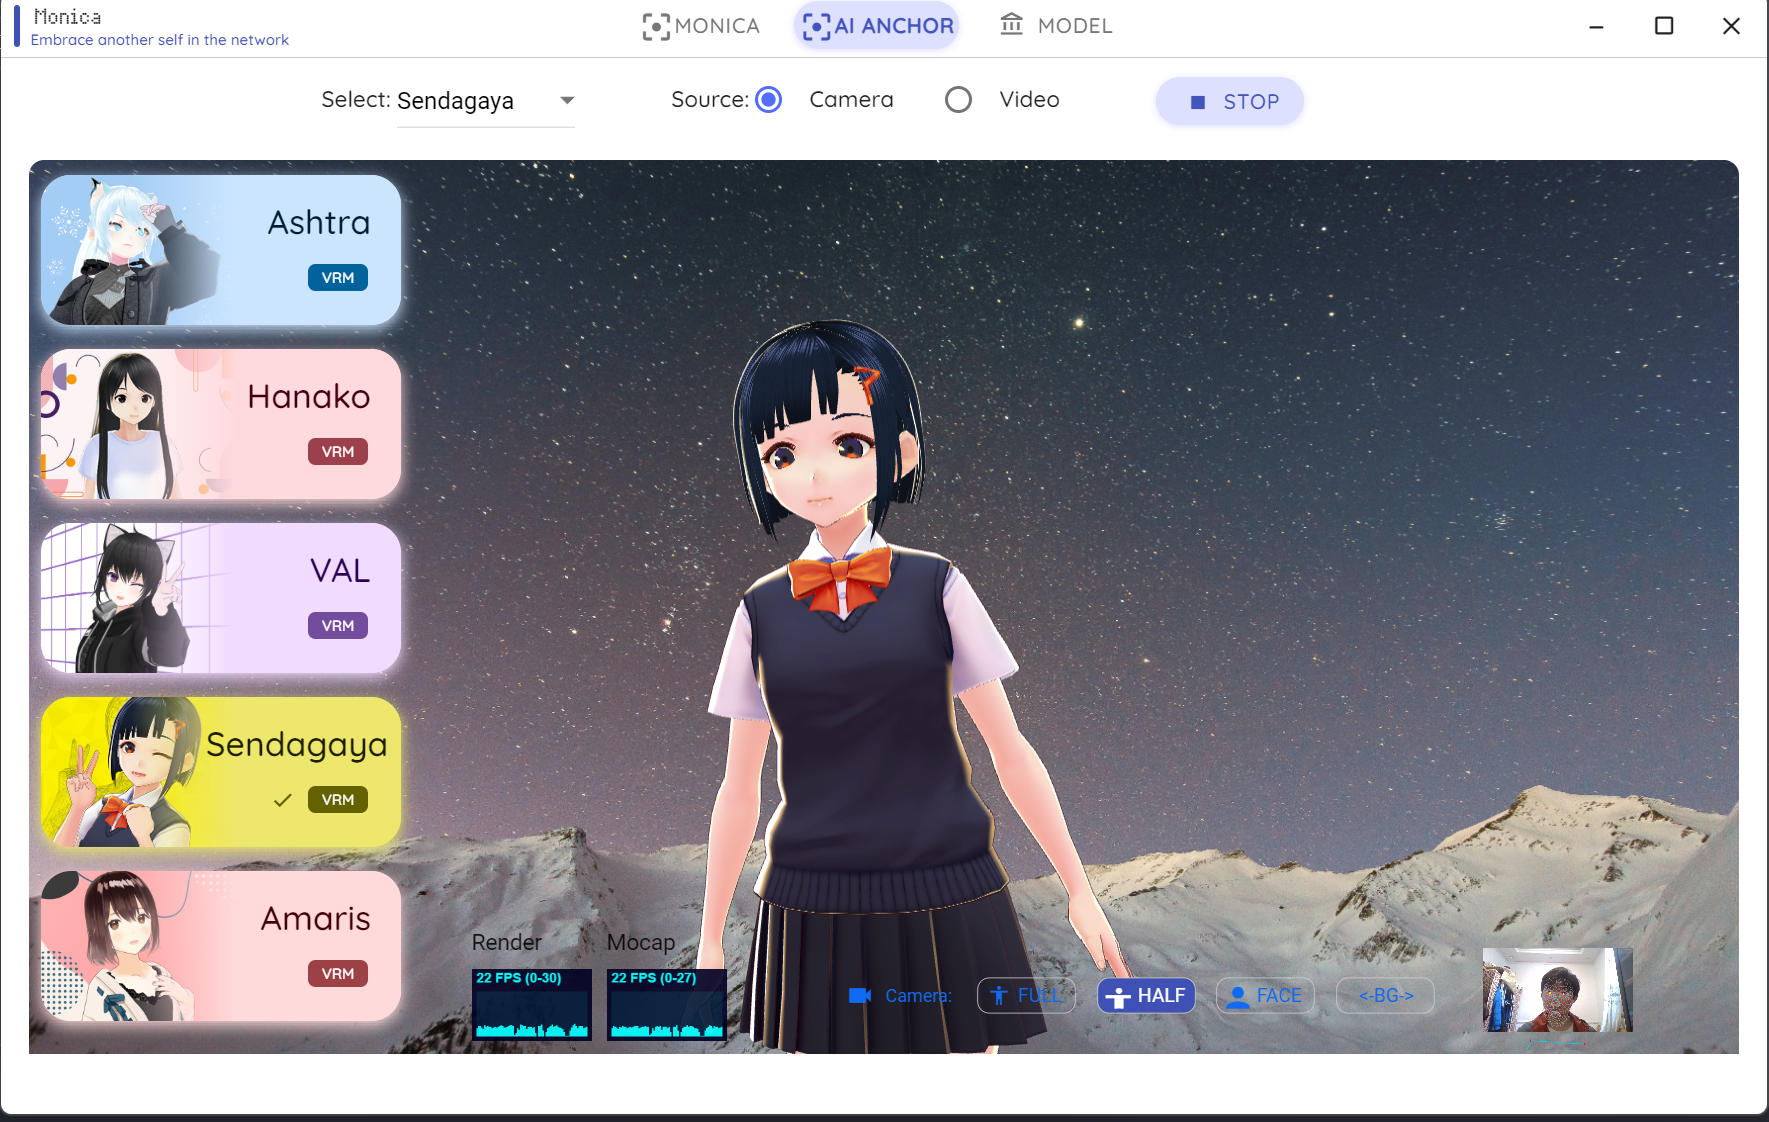 Monica
Embrace another self in the network
MONICA
AI ANCHOR
MODEL
Select: Sendagaya
Source: Camera Video
STOP
Ashtra
VRM
Hanako
VRM
VAL
VRM
Sendagaya
VRM
Amaris
VRM
Render Mocap
22 FPS (0-30) 22 FPS (0-27)
Camera: FULL HALF FACE <-BG->